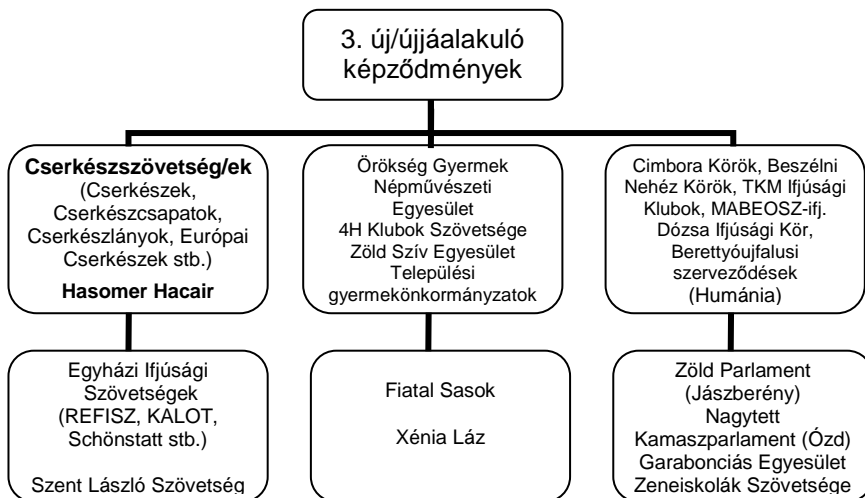 3. új/újjáalakuló
képződmények
Cserkészszövetség/ek
(Cserkészek,
Cserkészcsapatok,
Cserkészlányok, Európai
Cserkészek stb.)
Hasomer Hacair
Örökség Gyermek
Népművészeti
Egyesület
4H Klubok Szövetsége
Zöld Szív Egyesület
Települési
gyermekönkormányzatok
Cimbora Körök, Beszélni
Nehéz Körök, TKM Ifjúsági
Klubok, MABEOSZ-ifj.
Dózsa Ifjúsági Kör,
Berettyóujfalusi
szerveződések
(Humánia)
Egyházi Ifjúsági
Szövetségek
(REFISZ, KALOT,
Schönstatt stb.)
Szent László Szövetség
Fiatal Sasok
Xénia Láz
Zöld Parlament
(Jászberény)
Nagytett
Kamaszparlament (Ózd)
Garabonciás Egyesület
Zeneiskolák Szövetsége